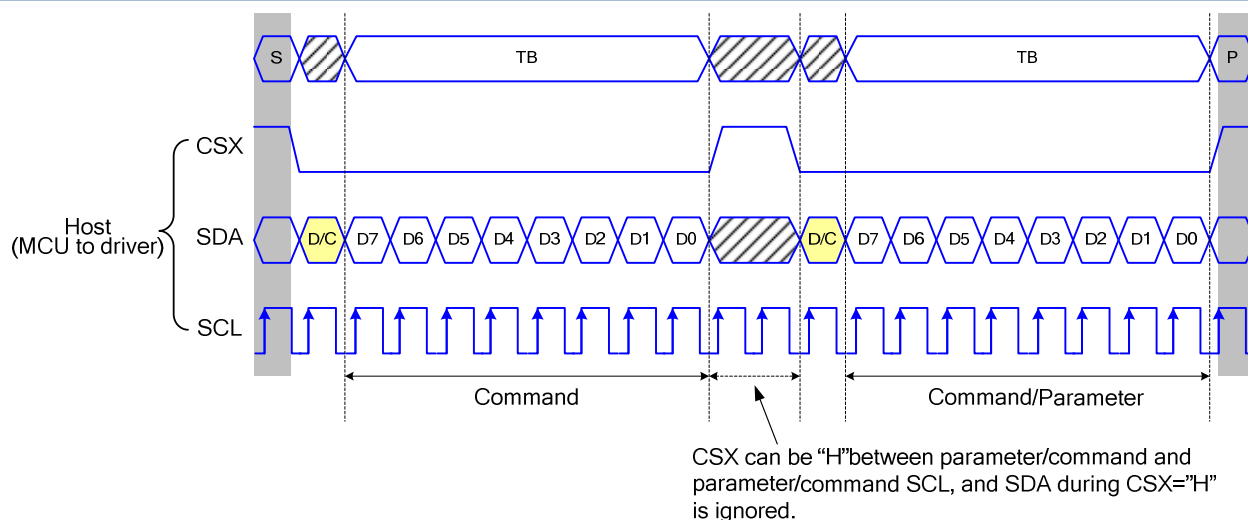 S TB TB P
CSX
Host
(MCU to driver)
SDA D/C D7 D6 D5 D4 D3 D2 D1 D0 D/C D7 D6 D5 D4 D3 D2 D1 D0
SCL
Command Command/Parameter
CSX can be “H”between parameter/command and
parameter/command SCL, and SDA during CSX=”H”
is ignored.